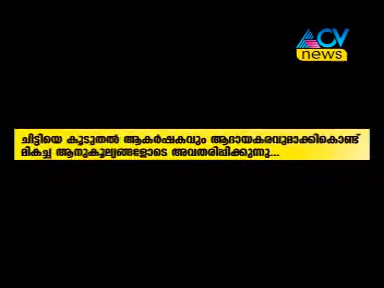 ACV
news
ചിട്ടിയെ കൂടുതൽ ആകർഷകവും ആദായകരവുമാക്കികൊണ്ട്
മികച്ച ആനുകൂല്യങ്ങളോടെ അവതരിപ്പിക്കുന്നു...